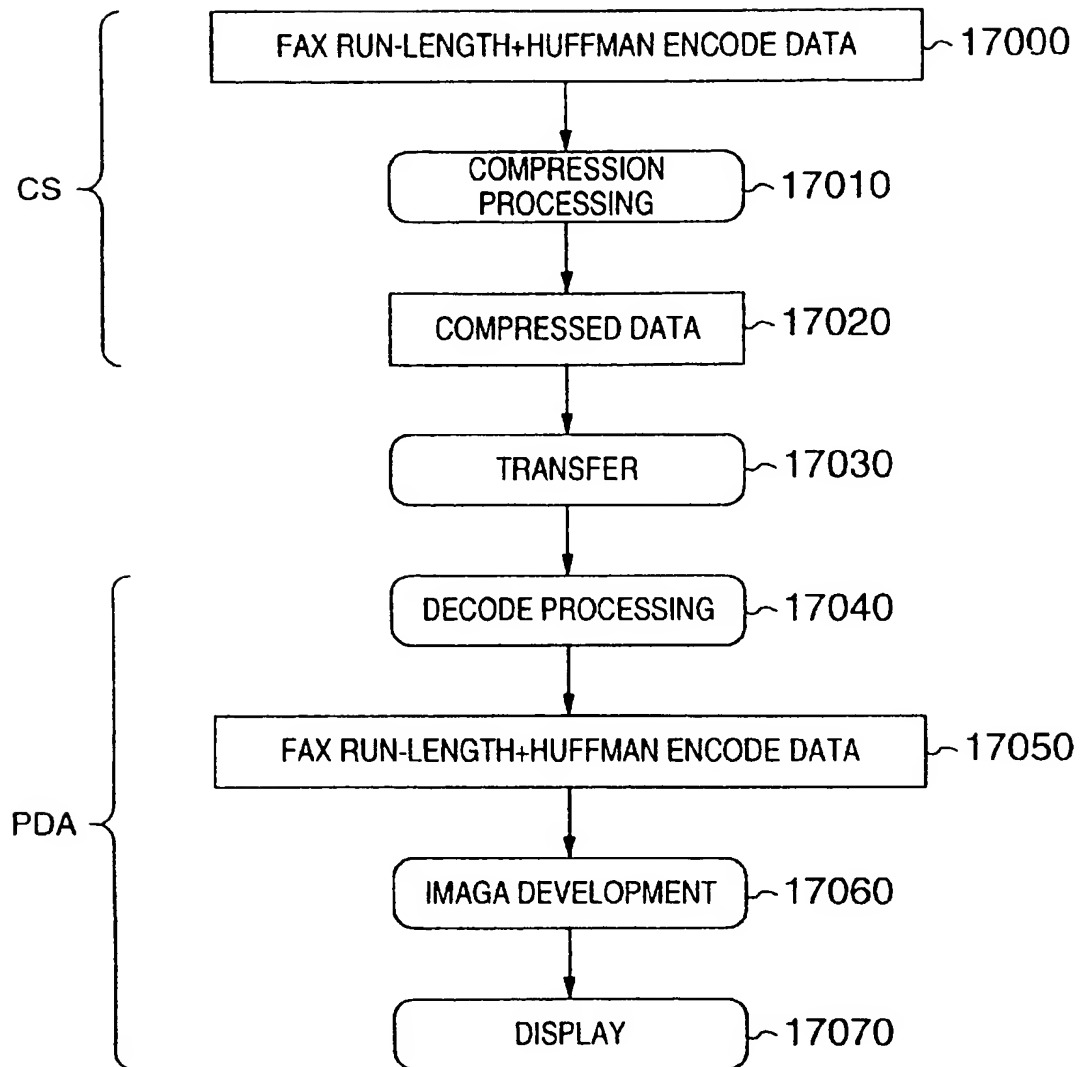 FAX RUN-LENGTH+HUFFMAN ENCODE DATA
17000
COMPRESSION
PROCESSING
17010
CS
COMPRESSED DATA
17020
TRANSFER
17030
DECODE PROCESSING
17040
FAX RUN-LENGTH+HUFFMAN ENCODE DATA
17050
PDA
IMAGA DEVELOPMENT
17060
DISPLAY
17070